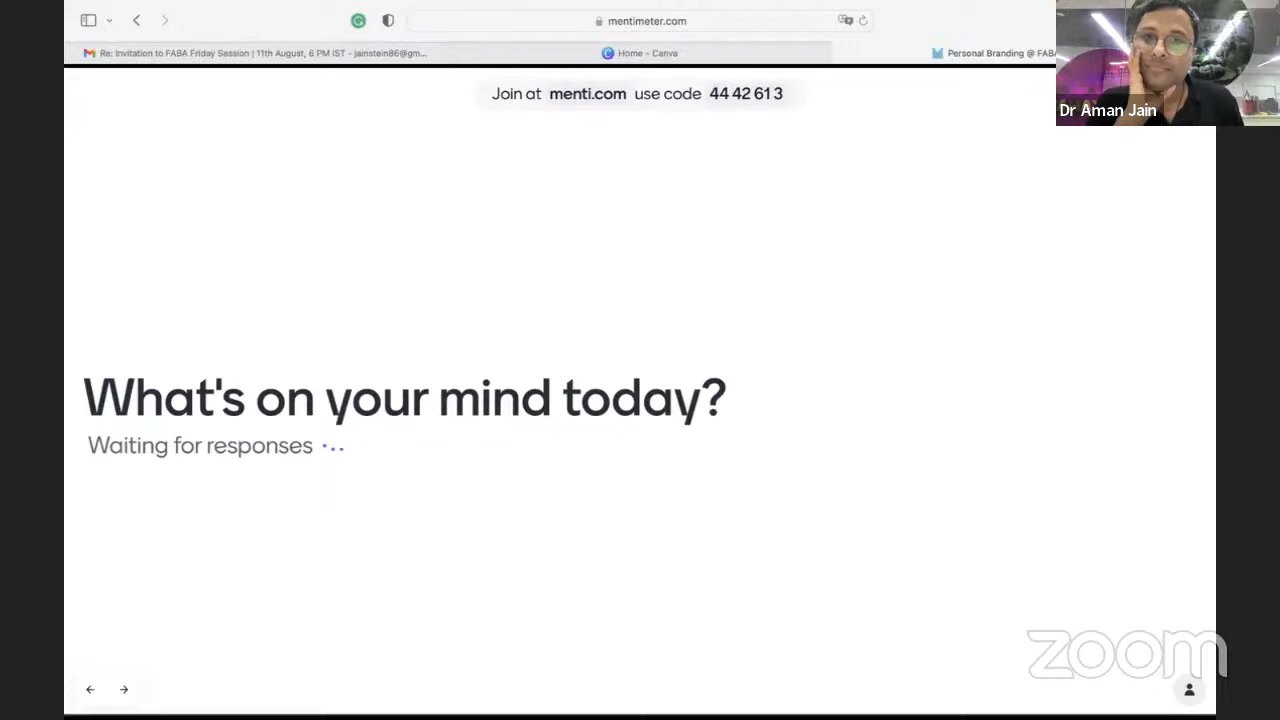 mentimeter.com
Re: Invitation to FABA Friday Session | 11th August, 6 PM IST - jainstein86@gm...
Home - Canva
Personal Branding @ FABA
Join at menti.com use code 44 42 61 3
Dr Aman Jain
What's on your mind today?
Waiting for responses
zoom